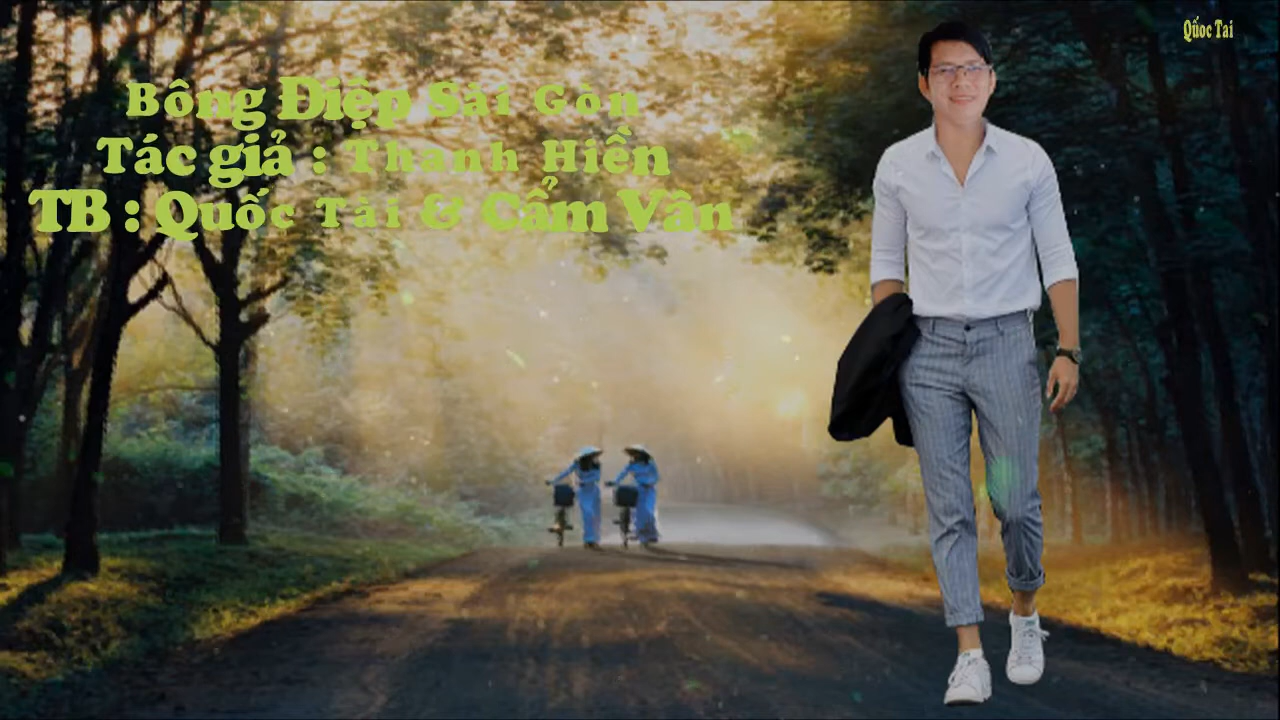 Quốc Tai
Bông Điệp Sài Gòn
Tác giả : Thanh Hiền
TB : Quốc Tài & Cẩm Vân